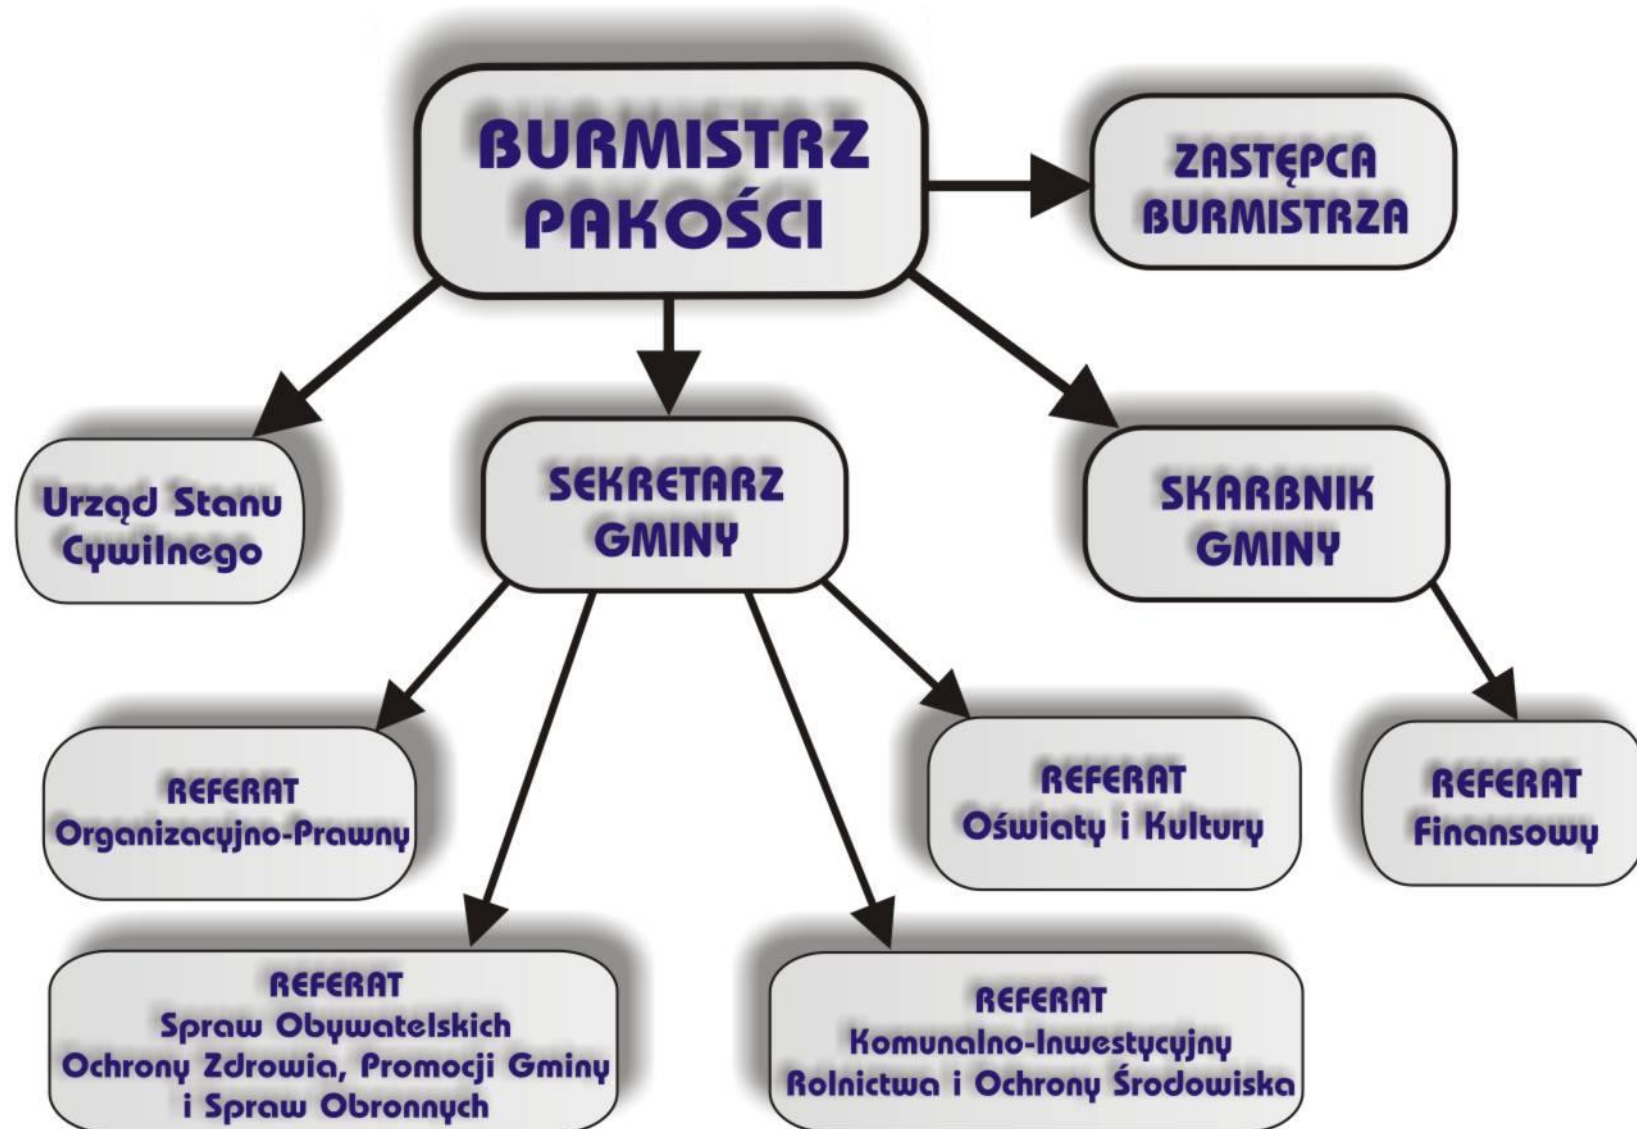 BURMISTRZ
PAKOŚCI
ZASTĘPCA
BURMISTRZA
Urząd Stanu
Cywilnego
SEKRETARZ
GMINY
SKARBNIK
GMINY
REFERAT
Organizacyjno-Prawny
REFERAT
Oświaty i Kultury
REFERAT
Finansowy
REFERAT
Spraw Obywatelskich
Ochrony Zdrowia, Promocji Gminy
i Spraw Obronnych
REFERAT
Komunalno-Inwestycyjny
Rolnictwa i Ochrony Środowiska